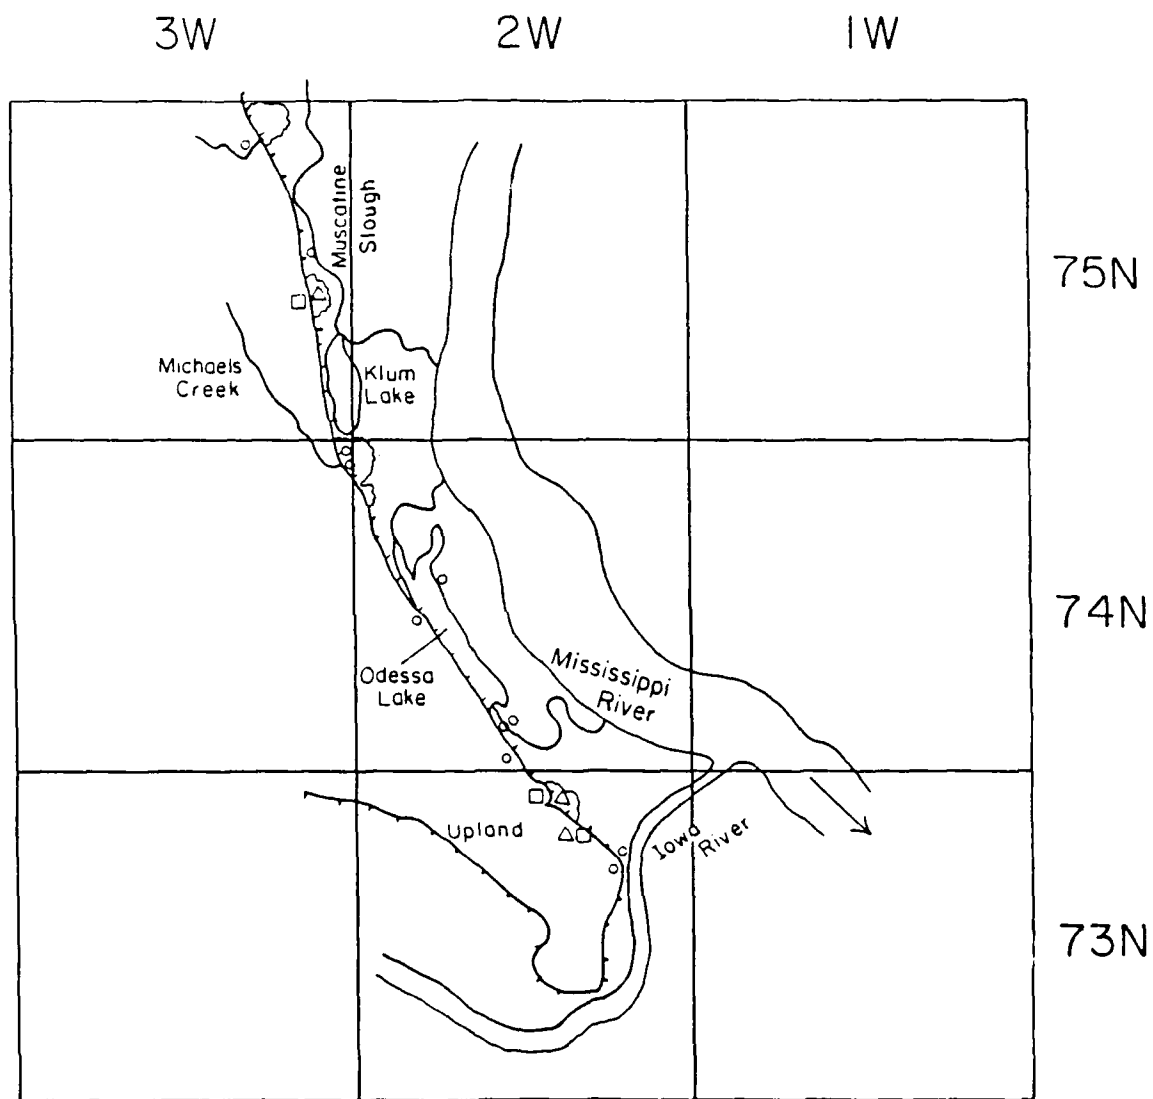 3W
2W
1W
Muscatine
Slough
75N
Michaels
Creek
Klum
Lake
74N
Odessa
Lake
Mississippi
River
Upland
Iowa
River
73N